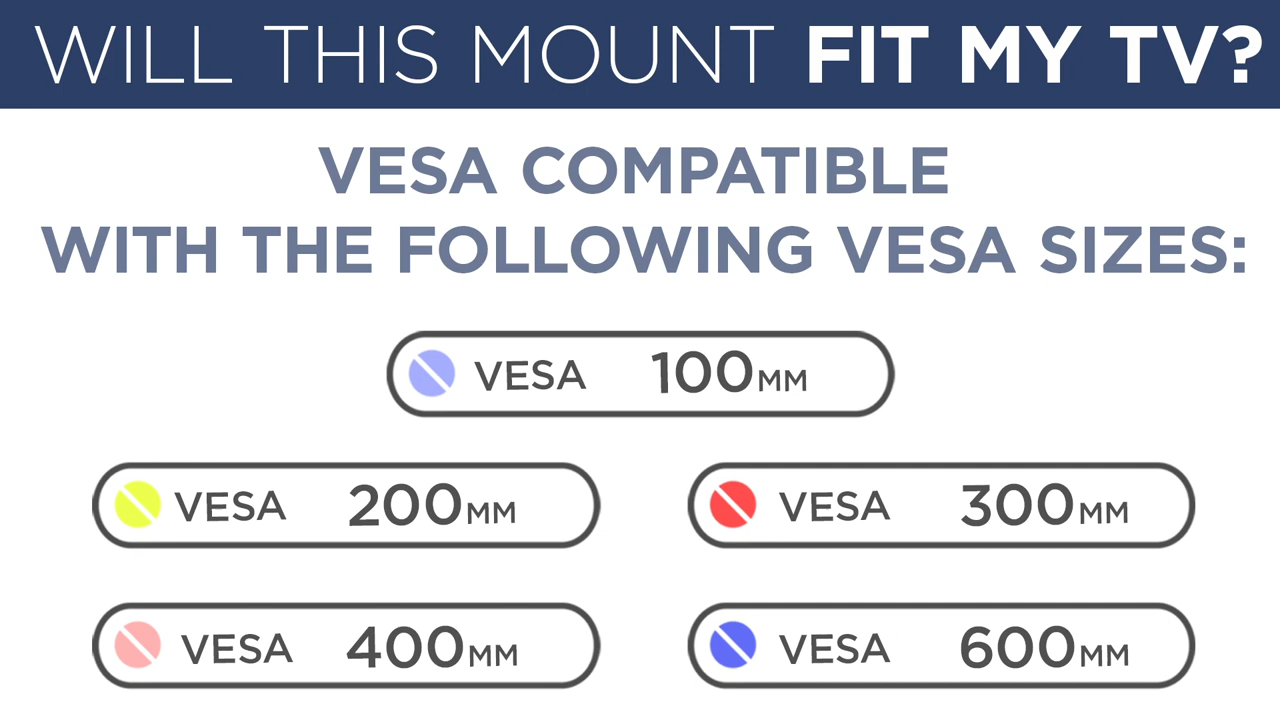 WILL THIS MOUNT FIT MY TV?
VESA COMPATIBLE
WITH THE FOLLOWING VESA SIZES:
VESA 100MM
VESA 200MM
VESA 300MM
VESA 400MM
VESA 600MM